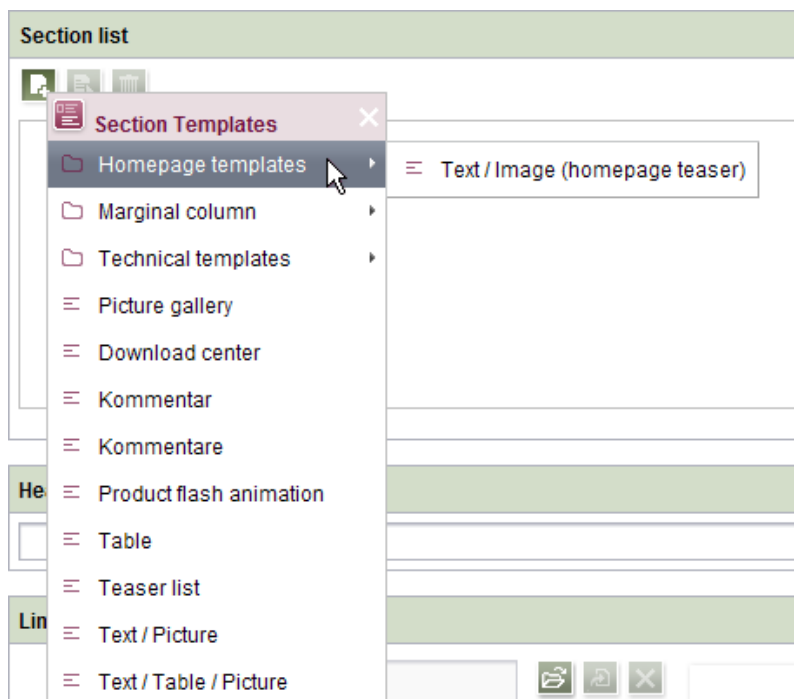 Section list
Section Templates
Homepage templates
Text / Image (homepage teaser)
Marginal column
Technical templates
Picture gallery
Download center
Kommentar
Kommentare
Product flash animation
He
Table
Teaser list
Lin
Text / Picture
Text / Table / Picture